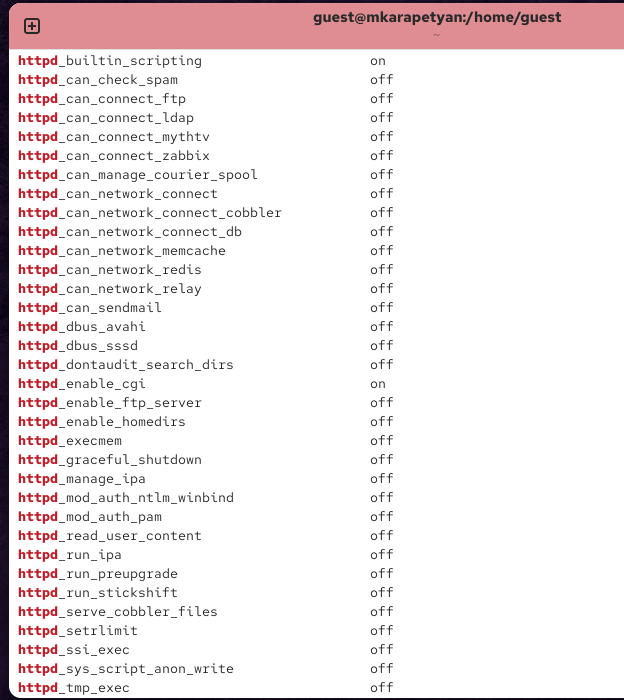 guest@mkarapetyan:/home/guest
~
httpd_builtin_scripting on
httpd_can_check_spam off
httpd_can_connect_ftp off
httpd_can_connect_ldap off
httpd_can_connect_mythtv off
httpd_can_connect_zabbix off
httpd_can_manage_courier_spool off
httpd_can_network_connect off
httpd_can_network_connect_cobbler off
httpd_can_network_connect_db off
httpd_can_network_memcache off
httpd_can_network_redis off
httpd_can_network_relay off
httpd_can_sendmail off
httpd_dbus_avahi off
httpd_dbus_sssd off
httpd_dontaudit_search_dirs off
httpd_enable_cgi on
httpd_enable_ftp_server off
httpd_enable_homedirs off
httpd_execmem off
httpd_graceful_shutdown off
httpd_manage_ipa off
httpd_mod_auth_ntlm_winbind off
httpd_mod_auth_pam off
httpd_read_user_content off
httpd_run_ipa off
httpd_run_preupgrade off
httpd_run_stickshift off
httpd_serve_cobbler_files off
httpd_setrlimit off
httpd_ssi_exec off
httpd_sys_script_anon_write off
httpd_tmp_exec off